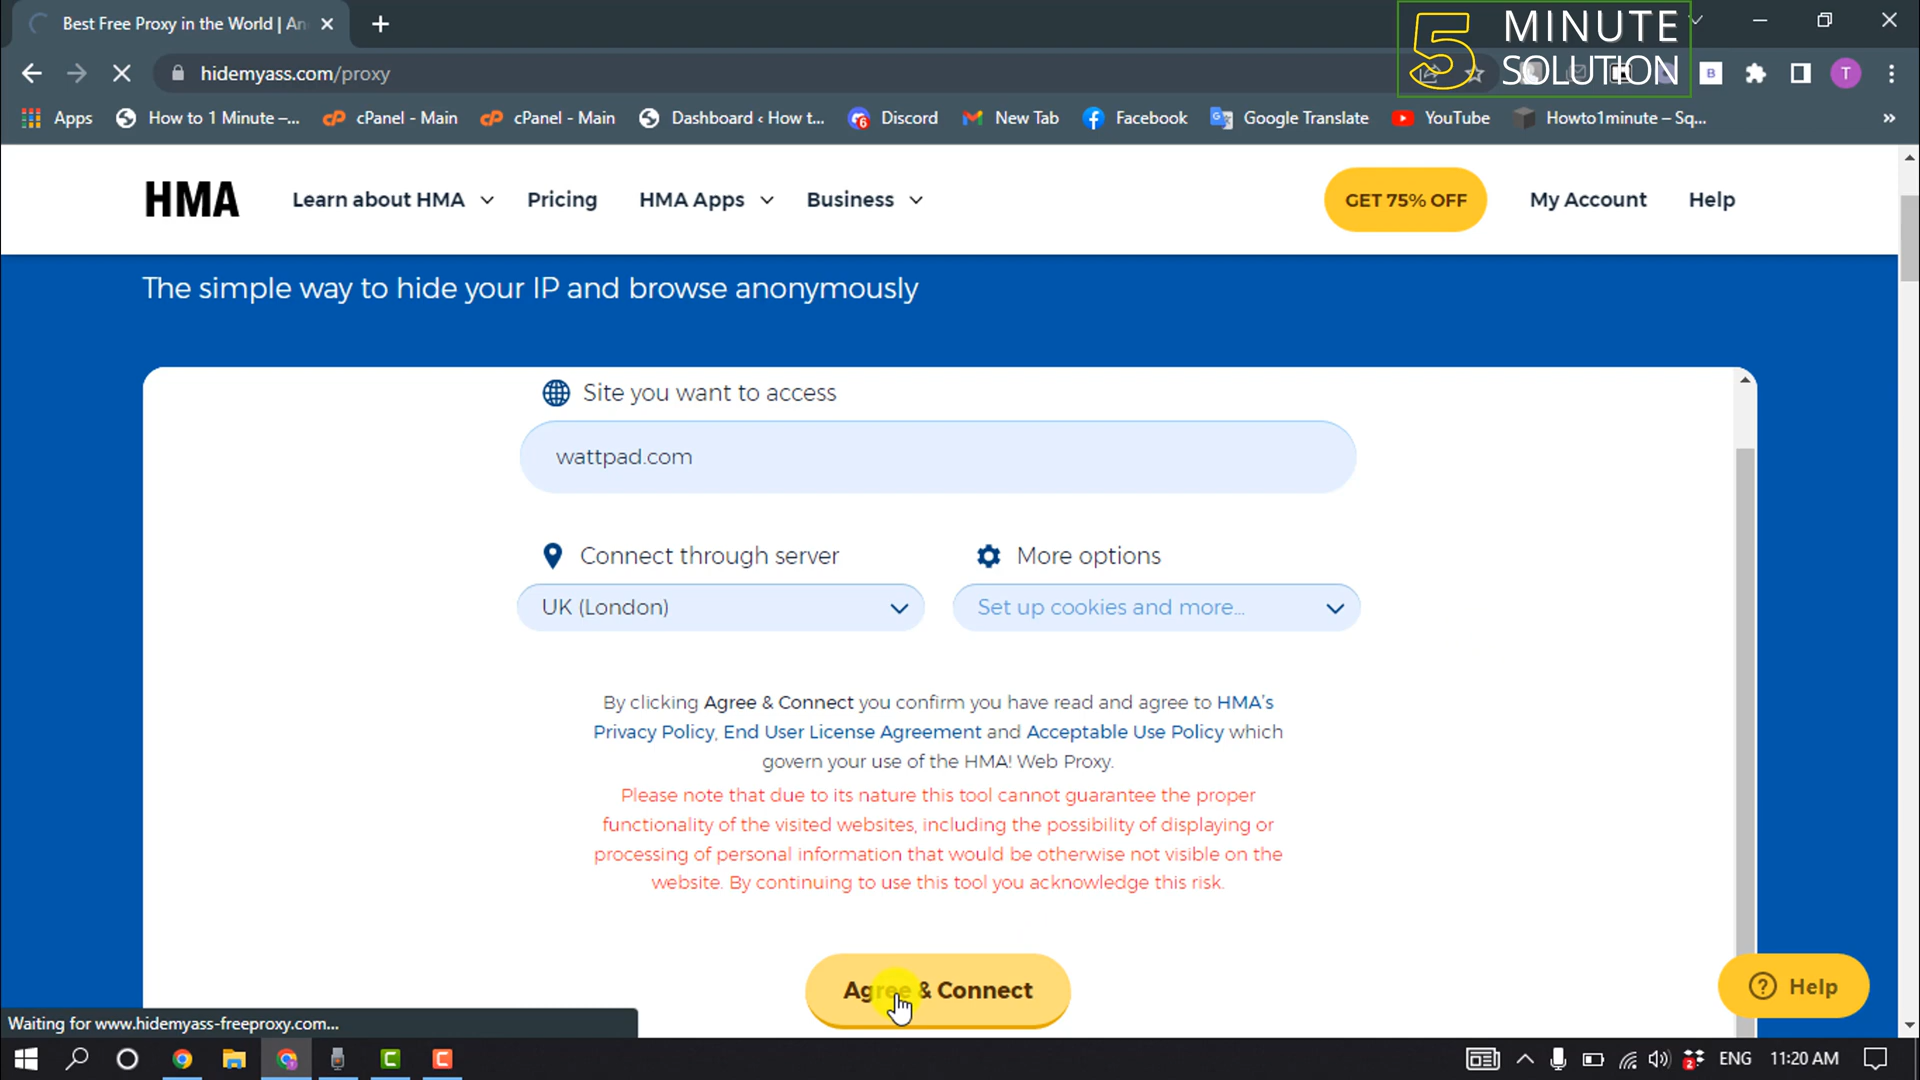 Best Free Proxy in the World | An
5 MINUTE SOLUTION
hidemyass.com/proxy
B
T
Apps
How to 1 Minute –...
cPanel - Main
cPanel - Main
Dashboard ‹ How t...
Discord
New Tab
Facebook
Google Translate
YouTube
Howto1minute – Sq...
HMA
Learn about HMA
Pricing
HMA Apps
Business
GET 75% OFF
My Account
Help
The simple way to hide your IP and browse anonymously
Site you want to access
wattpad.com
Connect through server
More options
UK (London)
Set up cookies and more...
By clicking Agree & Connect you confirm you have read and agree to HMA's
Privacy Policy, End User License Agreement and Acceptable Use Policy which
govern your use of the HMA! Web Proxy.
Please note that due to its nature this tool cannot guarantee the proper
functionality of the visited websites, including the possibility of displaying or
processing of personal information that would be otherwise not visible on the
website. By continuing to use this tool you acknowledge this risk.
Agree & Connect
Help
Waiting for www.hidemyass-freeproxy.com...
ENG
11:20 AM